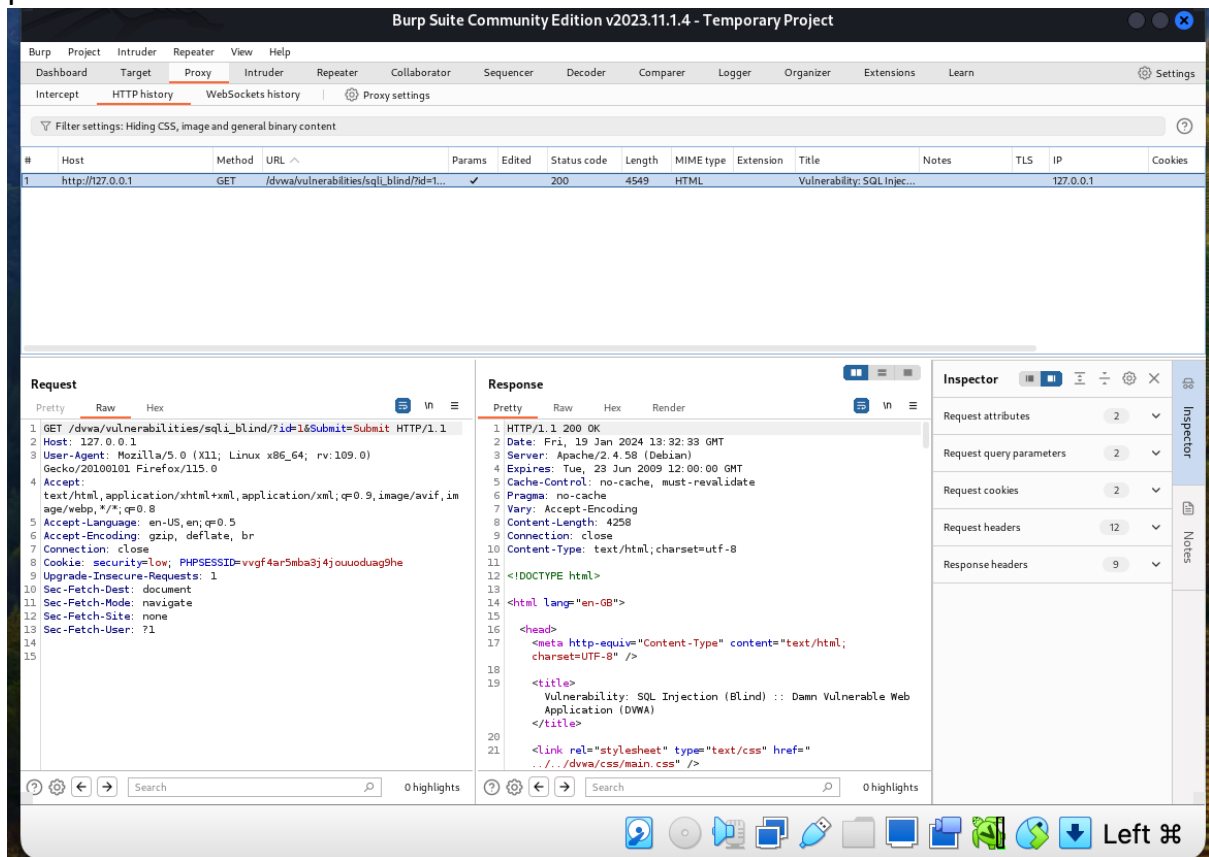 Burp Suite Community Edition v2023.11.1.4 - Temporary Project
Burp Project Intruder Repeater View Help
Dashboard Target Proxy Intruder Repeater Collaborator Sequencer Decoder Comparer Logger Organizer Extensions Learn Settings
Intercept HTTP history WebSockets history Proxy settings
Filter settings: Hiding CSS, image and general binary content
# Host Method URL Params Edited Status code Length MIME type Extension Title Notes TLS IP Cookies
1 http://127.0.0.1 GET /dvwa/vulnerabilities/sqli_blind/?id=1... ✓ 200 4549 HTML Vulnerability: SQL Injec... 127.0.0.1
Request
Pretty Raw Hex
\n
1 GET /dvwa/vulnerabilities/sqli_blind/?id=1&Submit=Submit HTTP/1.1
2 Host: 127.0.0.1
3 User-Agent: Mozilla/5.0 (X11; Linux x86_64; rv:109.0)
Gecko/20100101 Firefox/115.0
4 Accept:
text/html,application/xhtml+xml,application/xml;q=0.9,image/avif,im
age/webp,*/*;q=0.8
5 Accept-Language: en-US,en;q=0.5
6 Accept-Encoding: gzip, deflate, br
7 Connection: close
8 Cookie: security=low; PHPSESSID=vvgf4ar5mba3j4jouuoduag9he
9 Upgrade-Insecure-Requests: 1
10 Sec-Fetch-Dest: document
11 Sec-Fetch-Mode: navigate
12 Sec-Fetch-Site: none
13 Sec-Fetch-User: ?1
14
15
Search
0 highlights
Response
Pretty Raw Hex Render
\n
1 HTTP/1.1 200 OK
2 Date: Fri, 19 Jan 2024 13:32:33 GMT
3 Server: Apache/2.4.58 (Debian)
4 Expires: Tue, 23 Jun 2009 12:00:00 GMT
5 Cache-Control: no-cache, must-revalidate
6 Pragma: no-cache
7 Vary: Accept-Encoding
8 Content-Length: 4258
9 Connection: close
10 Content-Type: text/html;charset=utf-8
11
12 <!DOCTYPE html>
13
14 <html lang="en-GB">
15
16 <head>
17 <meta http-equiv="Content-Type" content="text/html;
charset=UTF-8" />
18
19 <title>
Vulnerability: SQL Injection (Blind) :: Damn Vulnerable Web
Application (DVWA)
</title>
20
21 <link rel="stylesheet" type="text/css" href="
../../dvwa/css/main.css" />
Search
0 highlights
Inspector
Request attributes 2
Request query parameters 2
Request cookies 2
Request headers 12
Response headers 9
Inspector
Notes
Left ⌘